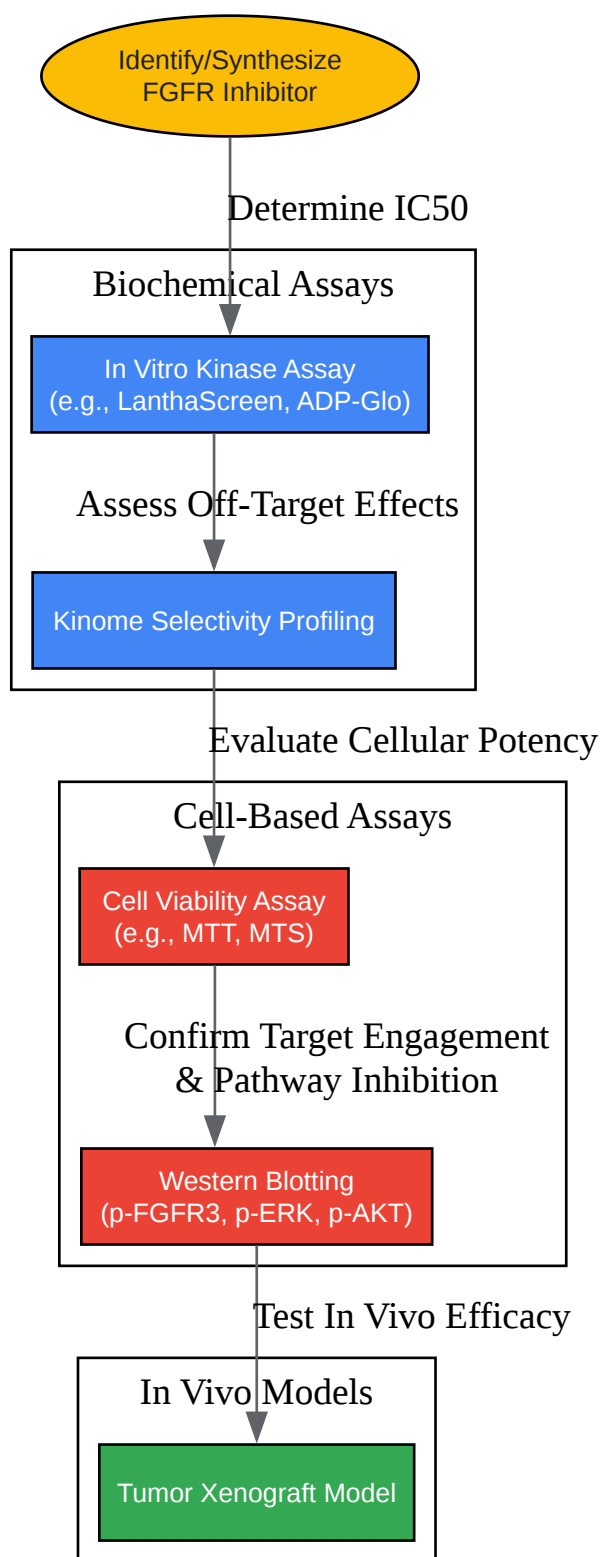 Identify/Synthesize
FGFR Inhibitor
Determine IC50
Biochemical Assays
In Vitro Kinase Assay
(e.g., LanthaScreen, ADP-Glo)
Assess Off-Target Effects
Kinome Selectivity Profiling
Evaluate Cellular Potency
Cell-Based Assays
Cell Viability Assay
(e.g., MTT, MTS)
Confirm Target Engagement
& Pathway Inhibition
Western Blotting
(p-FGFR3, p-ERK, p-AKT)
Test In Vivo Efficacy
In Vivo Models
Tumor Xenograft Model